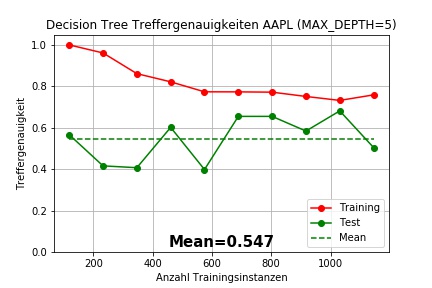 Decision Tree Treffergenauigkeiten AAPL (MAX_DEPTH=5)
1.0
0.8
0.6
0.4
0.2
0.0
Treffergenauigkeit
Training
Test
Mean
Mean=0.547
200
400
600
800
1000
Anzahl Trainingsinstanzen